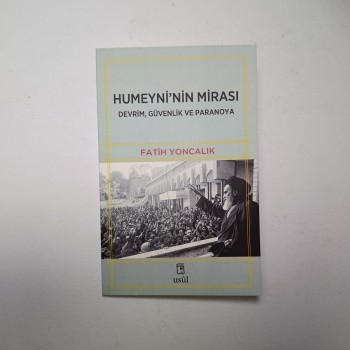 HUMEYNİ'NİN MİRASI
DEVRİM, GÜVENLİK VE PARANOYA
FATİH YONCALIK
usûl